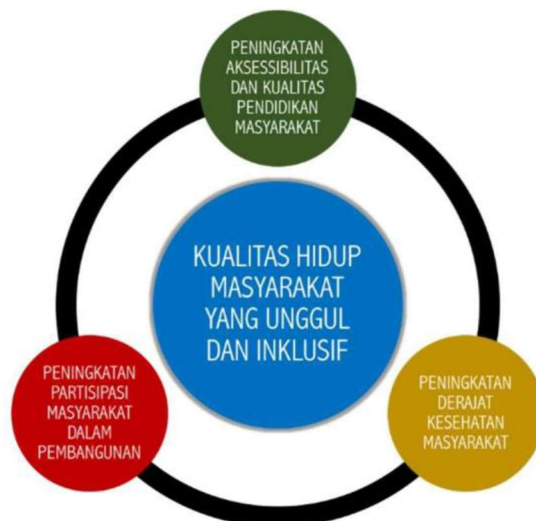 PENINGKATAN
AKSESSIBILITAS
DAN KUALITAS
PENDIDIKAN
MASYARAKAT
KUALITAS HIDUP
MASYARAKAT
YANG UNGGUL
DAN INKLUSIF
PENINGKATAN
PARTISIPASI
MASYARAKAT
DALAM
PEMBANGUNAN
PENINGKATAN
DERAJAT
KESEHATAN
MASYARAKAT